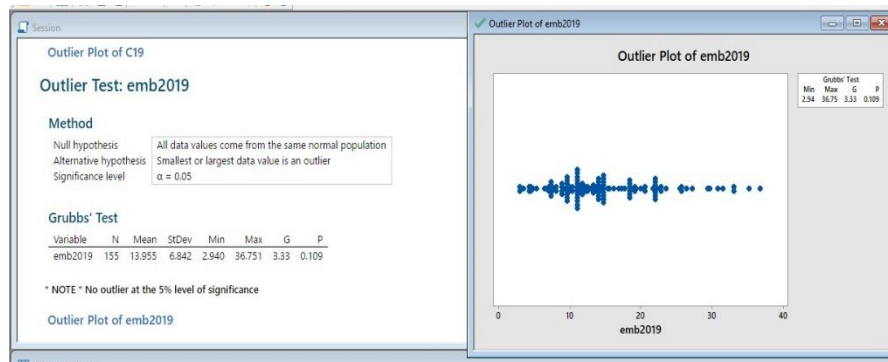 Session
Outlier Plot of C19
Outlier Test: emb2019
Method
Null hypothesis All data values come from the same normal population
Alternative hypothesis Smallest or largest data value is an outlier
Significance level α = 0.05
Grubbs' Test
Variable N Mean StDev Min Max G P
emb2019 155 13.955 6.842 2.940 36.751 3.33 0.109
* NOTE * No outlier at the 5% level of significance
Outlier Plot of emb2019
Outlier Plot of emb2019
Outlier Plot of emb2019
Grubbs' Test
Min Max G P
2.94 36.75 3.33 0.109
0 10 20 30 40
emb2019